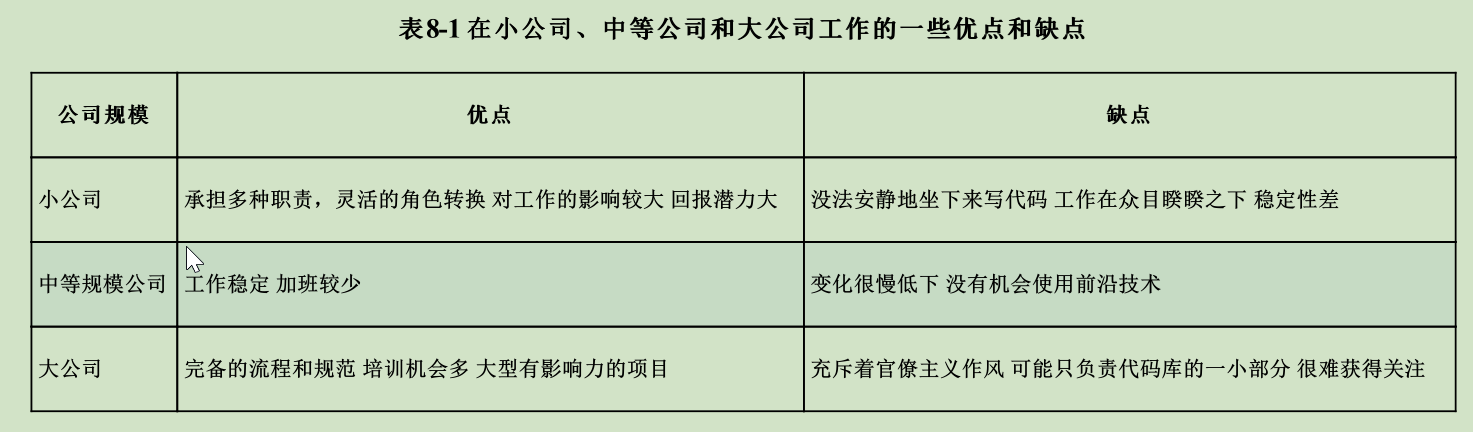 表8-1 在小公司、中等公司和大公司工作的一些优点和缺点
公司规模 优点 缺点
小公司 承担多种职责，灵活的角色转换 对工作的影响较大 回报潜力大 没法安静地坐下来写代码 工作在众目睽睽之下 稳定性差
中等规模公司 工作稳定 加班较少 变化很慢低下 没有机会使用前沿技术
大公司 完备的流程和规范 培训机会多 大型有影响力的项目 充斥着官僚主义作风 可能只负责代码库的一小部分 很难获得关注